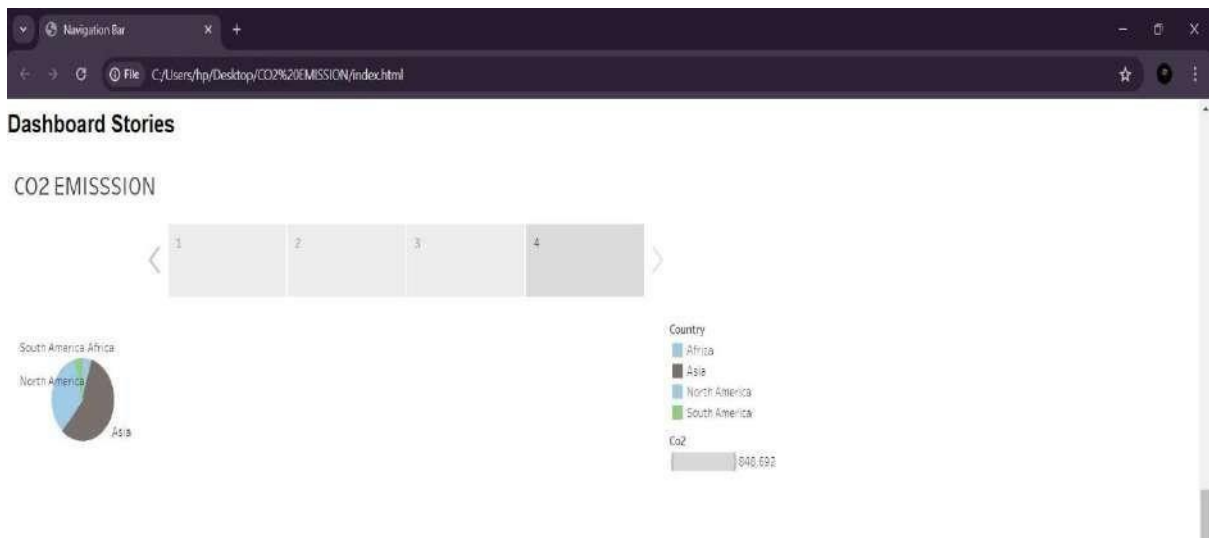 Navigation Bar
File C:/Users/hp/Desktop/CO2%20EMISSION/index.html
Dashboard Stories
CO2 EMISSSION
1 2 3 4
South America Africa
North America
Asia
Country
Africa
Asia
North America
South America
Co2
848,692